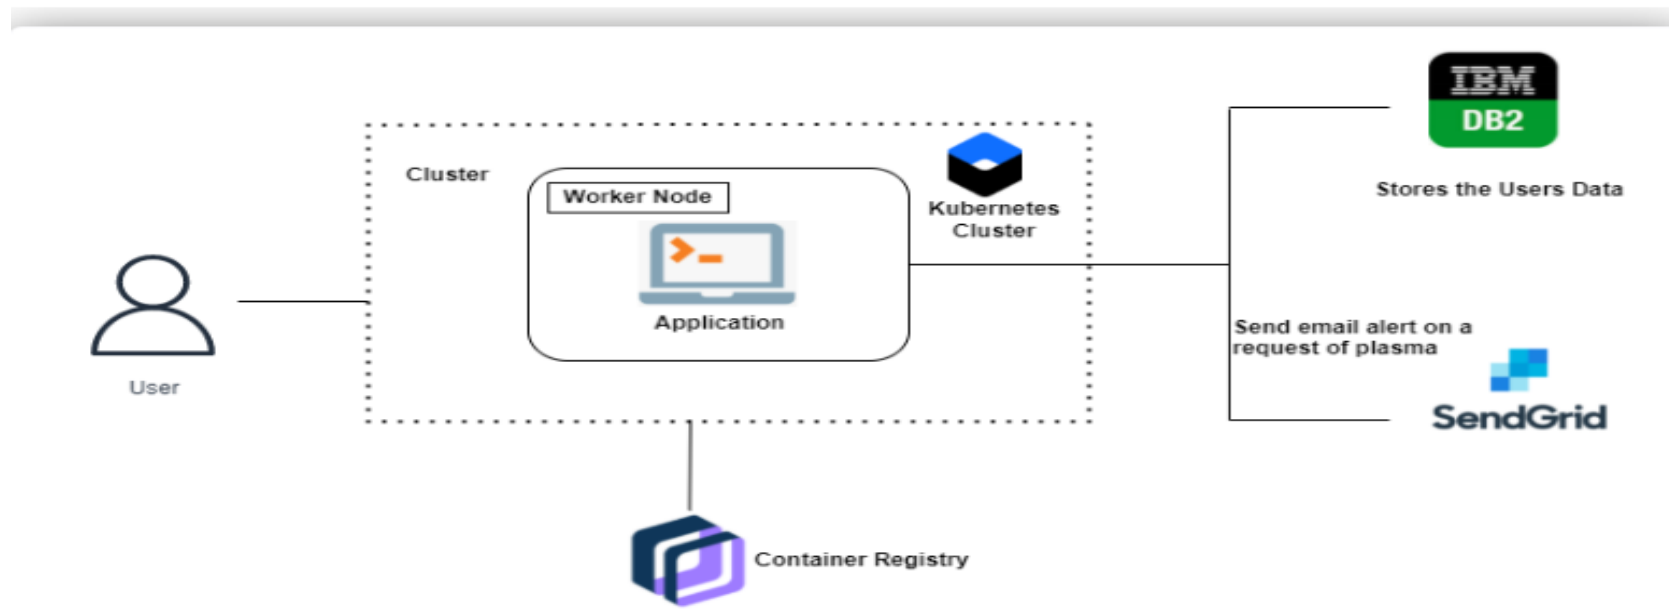 IBM
DB2
Stores the Users Data
Cluster
Worker Node
Application
Kubernetes
Cluster
User
Send email alert on a
request of plasma
SendGrid
Container Registry